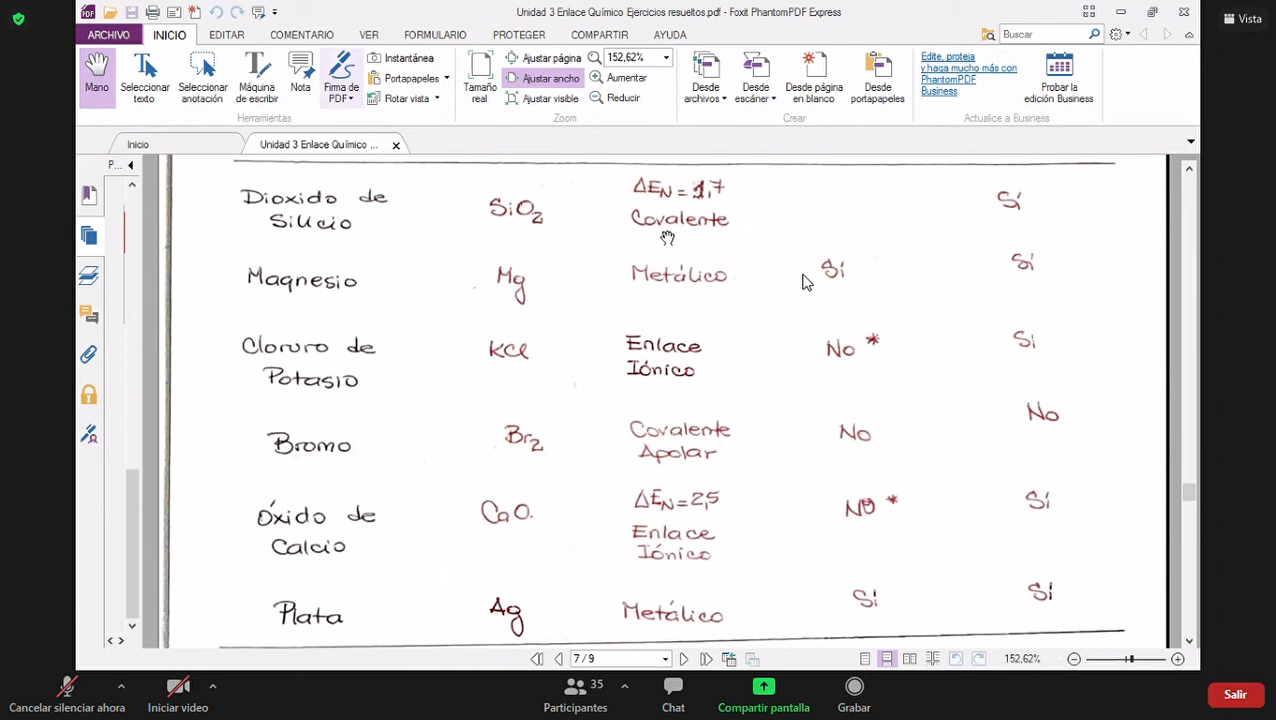 Unidad 3 Enlace Químico Ejercicios resueltos.pdf - Foxit PhantomPDF Express
Vista
ARCHIVO INICIO EDITAR COMENTARIO VER FORMULARIO PROTEGER COMPARTIR AYUDA
Buscar
Mano
Seleccionar texto
Seleccionar anotación
Máquina de escribir
Nota
Fima de PDF
Instantánea
Portapapeles
Rotar vista
Herramientas
Tamaño real
Ajustar página
Ajustar ancho
Ajustar visible
152,62%
Aumentar
Reducir
Zoom
Desde archivos
Desde escáner
Desde página en blanco
Desde portapapeles
Crear
Edite, proteja
y haga mucho más con
PhantomPDF
Business
Probar la edición Business
Actualice a Business
Inicio
Unidad 3 Enlace Químico ...
P...
Dioxido de Silicio SiO2 ΔEN = 1,7 Covalente Sí
Magnesio Mg Metálico Sí Sí
Cloruro de Potasio KCl Enlace Iónico No * Si
Bromo Br2 Covalente Apolar No No
Óxido de Calcio CaO. ΔEN = 2,5 Enlace Iónico NO * Sí
Plata Ag Metálico Sí Sí
7 / 9
152,62%
Cancelar silenciar ahora
Iniciar video
35
Participantes
Chat
Compartir pantalla
Grabar
Salir